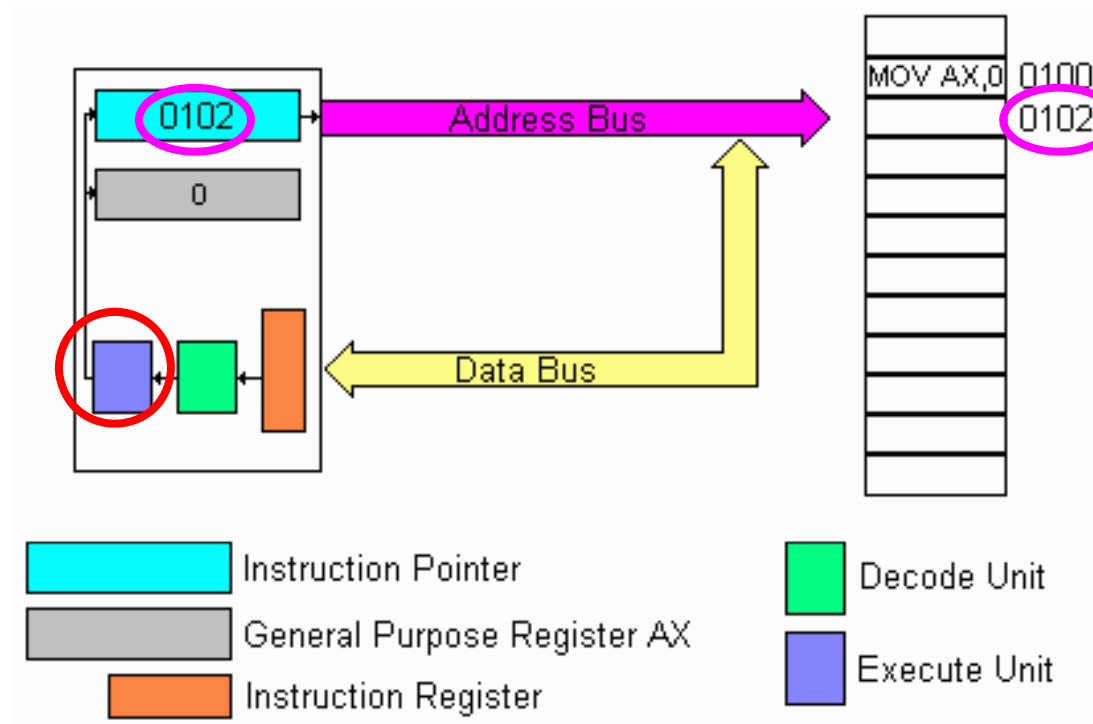 MOV AX,0 0100
0102 Address Bus 0102
0
Data Bus
Instruction Pointer
General Purpose Register AX
Instruction Register
Decode Unit
Execute Unit